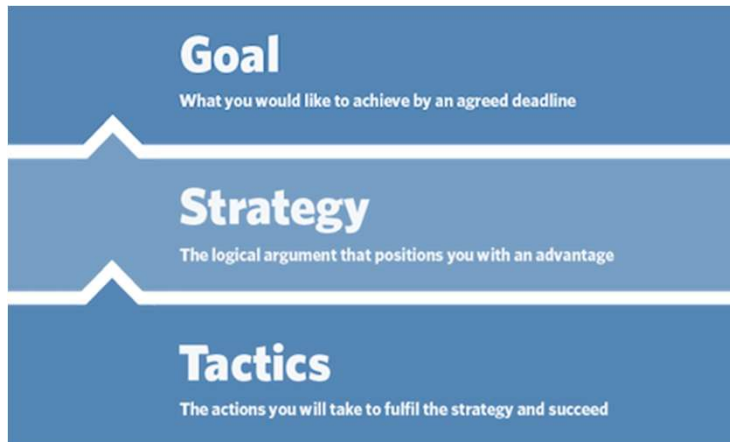 Goal
What you would like to achieve by an agreed deadline
Strategy
The logical argument that positions you with an advantage
Tactics
The actions you will take to fulfil the strategy and succeed